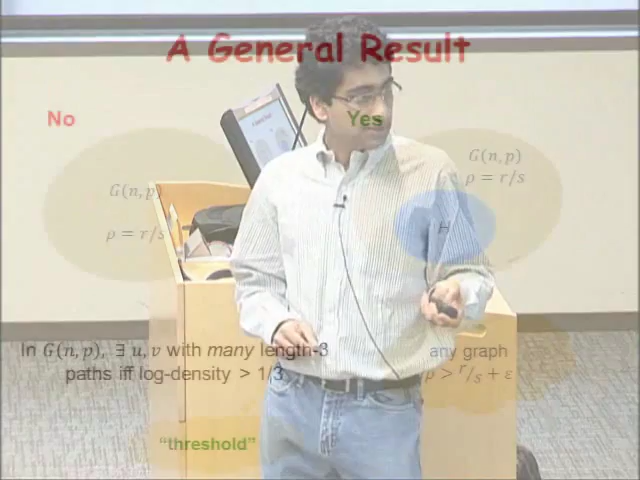 A General Result
No
Yes
G(n,p)
ρ = r/s
G(n,p)
ρ = r/s
H
In G(n,p), ∃ u, v with many length-3
paths iff log-density > 1/3
any graph
ρ > r/s + ε
"threshold"